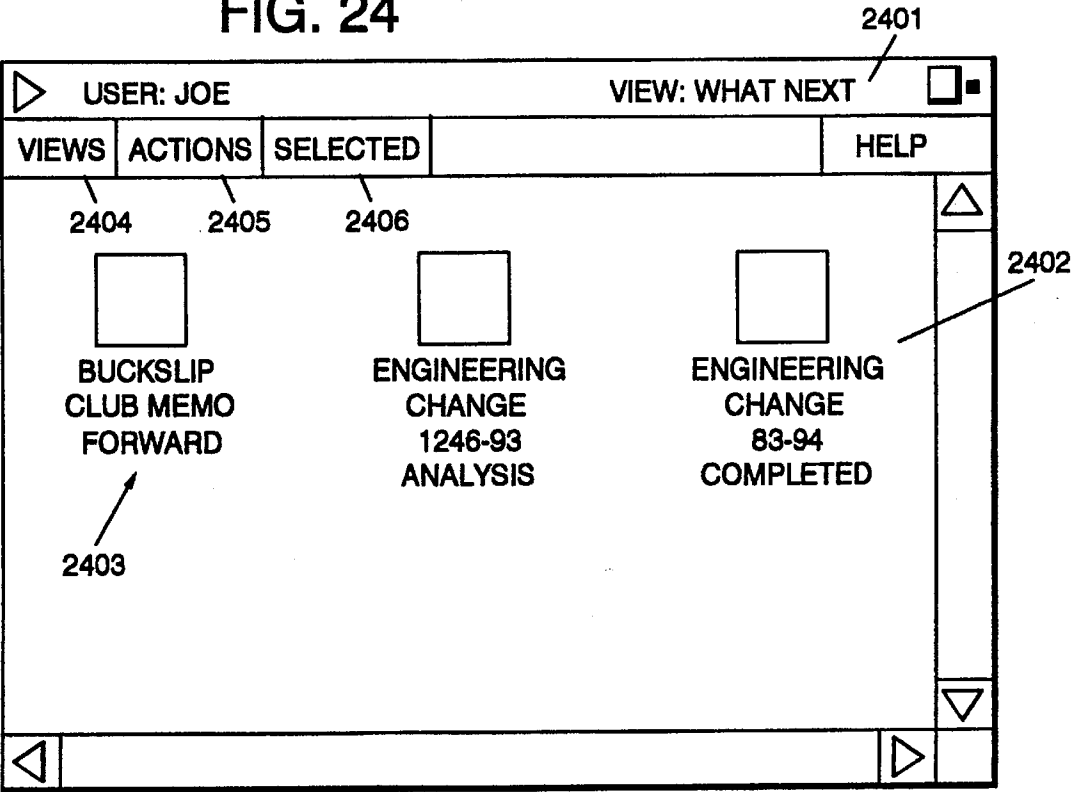 FIG. 24
2401
USER: JOE
VIEW: WHAT NEXT
VIEWS
ACTIONS
SELECTED
HELP
2404
2405
2406
2402
BUCKSLIP
CLUB MEMO
FORWARD
ENGINEERING
CHANGE
1246-93
ANALYSIS
ENGINEERING
CHANGE
83-94
COMPLETED
2403